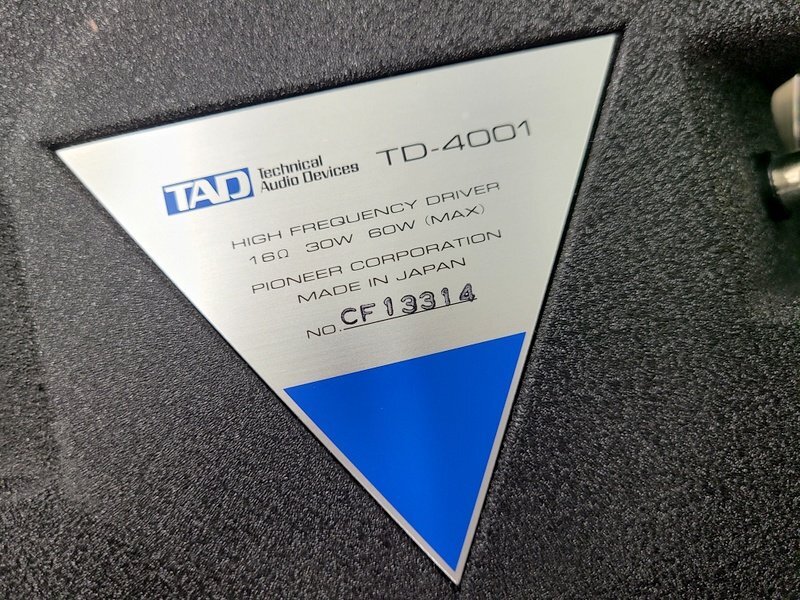 TAD Technical Audio Devices TD-4001
HIGH FREQUENCY DRIVER
16Ω 30W 60W (MAX)
PIONEER CORPORATION
MADE IN JAPAN
NO. CF13314